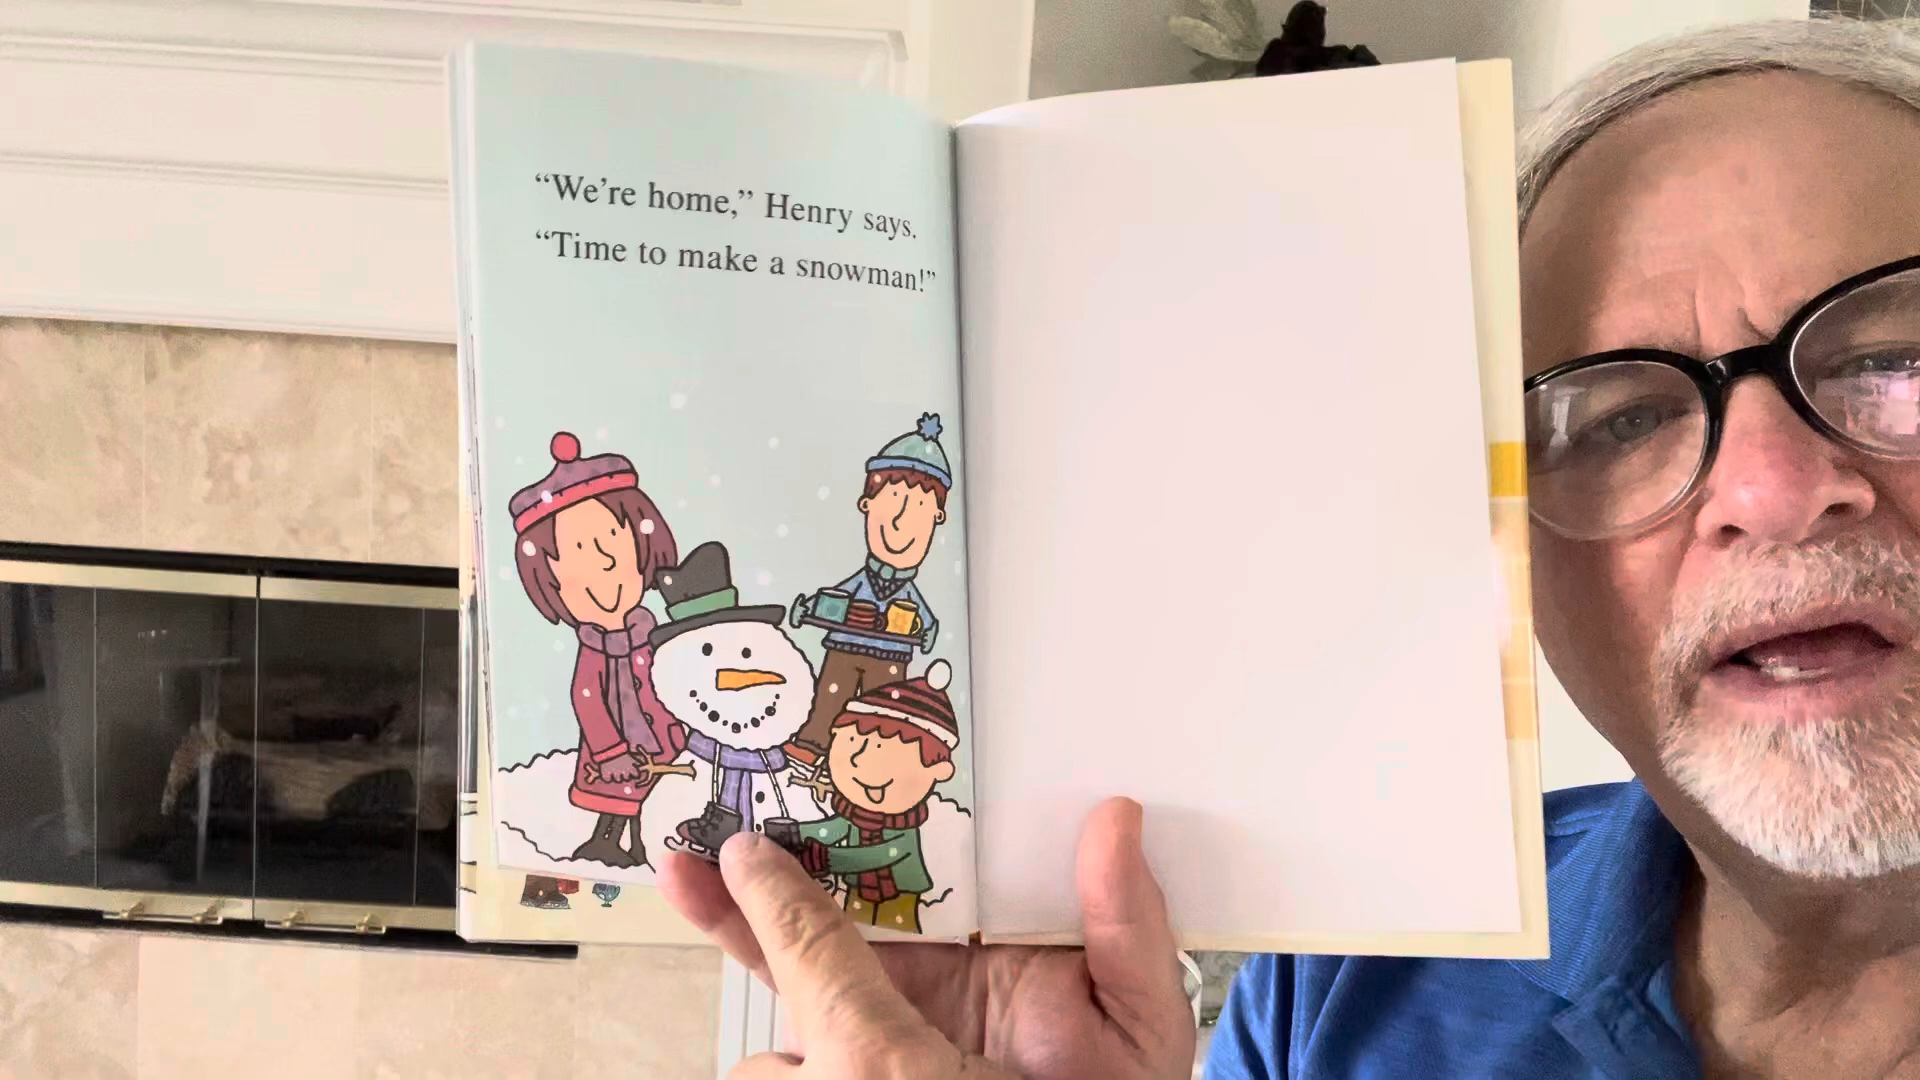 “We’re home,” Henry says.
“Time to make a snowman!”